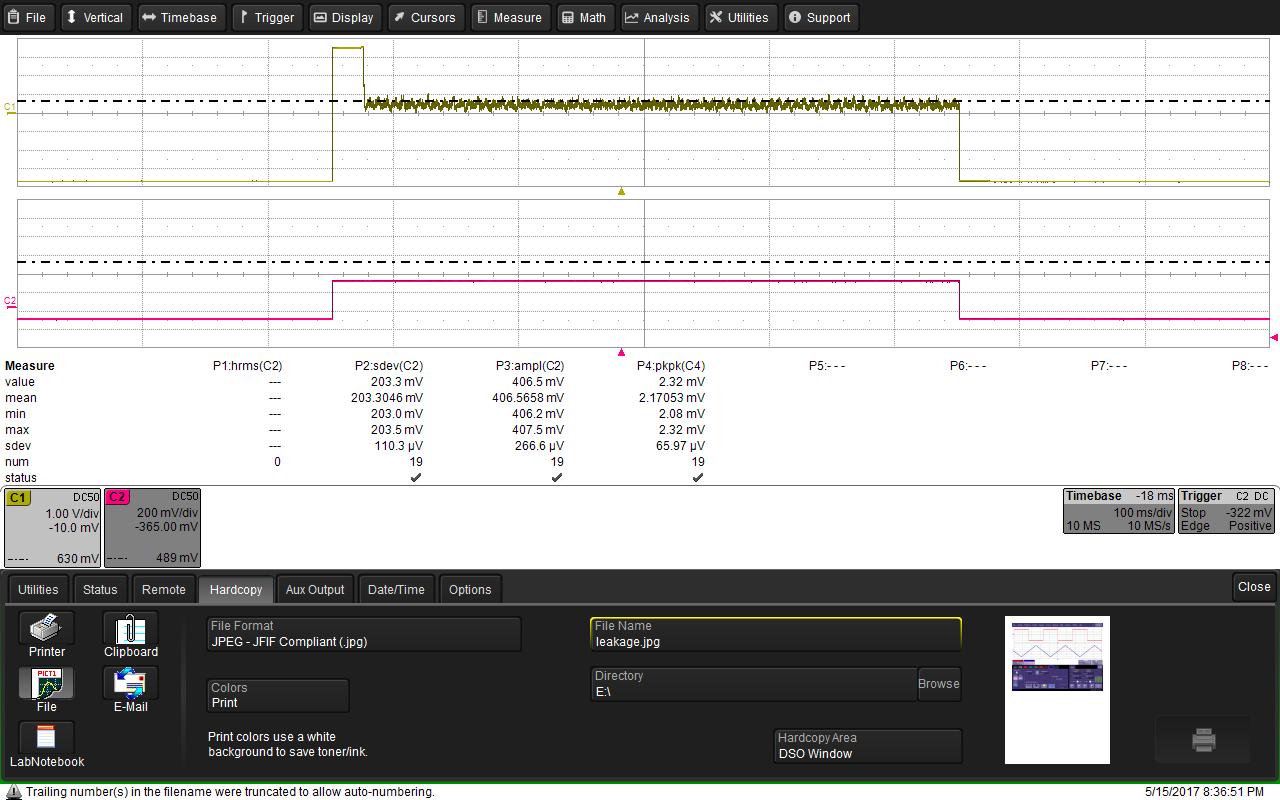 File Vertical Timebase Trigger Display Cursors Measure Math Analysis Utilities Support
C1
C2
Measure P1:hrms(C2) P2:sdev(C2) P3:ampl(C2) P4:pkpk(C4) P5:- - - P6:- - - P7:- - - P8:- - -
value --- 203.3 mV 406.5 mV 2.32 mV
mean --- 203.3046 mV 406.5658 mV 2.17053 mV
min --- 203.0 mV 406.2 mV 2.08 mV
max --- 203.5 mV 407.5 mV 2.32 mV
sdev --- 110.3 µV 266.6 µV 65.97 µV
num 0 19 19 19
status
C1 DC50 C2 DC50 Timebase -18 ms Trigger C2 DC
1.00 V/div 200 mV/div 100 ms/div Stop -322 mV
-10.0 mV -365.00 mV 10 MS 10 MS/s Edge Positive
630 mV 489 mV
Utilities Status Remote Hardcopy Aux Output Date/Time Options Close
Printer Clipboard
PICT1
File E-Mail
LabNotebook
File Format
JPEG - JFIF Compliant (.jpg)
Colors
Print
Print colors use a white
background to save toner/ink.
File Name
leakage.jpg
Directory
E:\ Browse
Hardcopy Area
DSO Window
Trailing number(s) in the filename were truncated to allow auto-numbering. 5/15/2017 8:36:51 PM